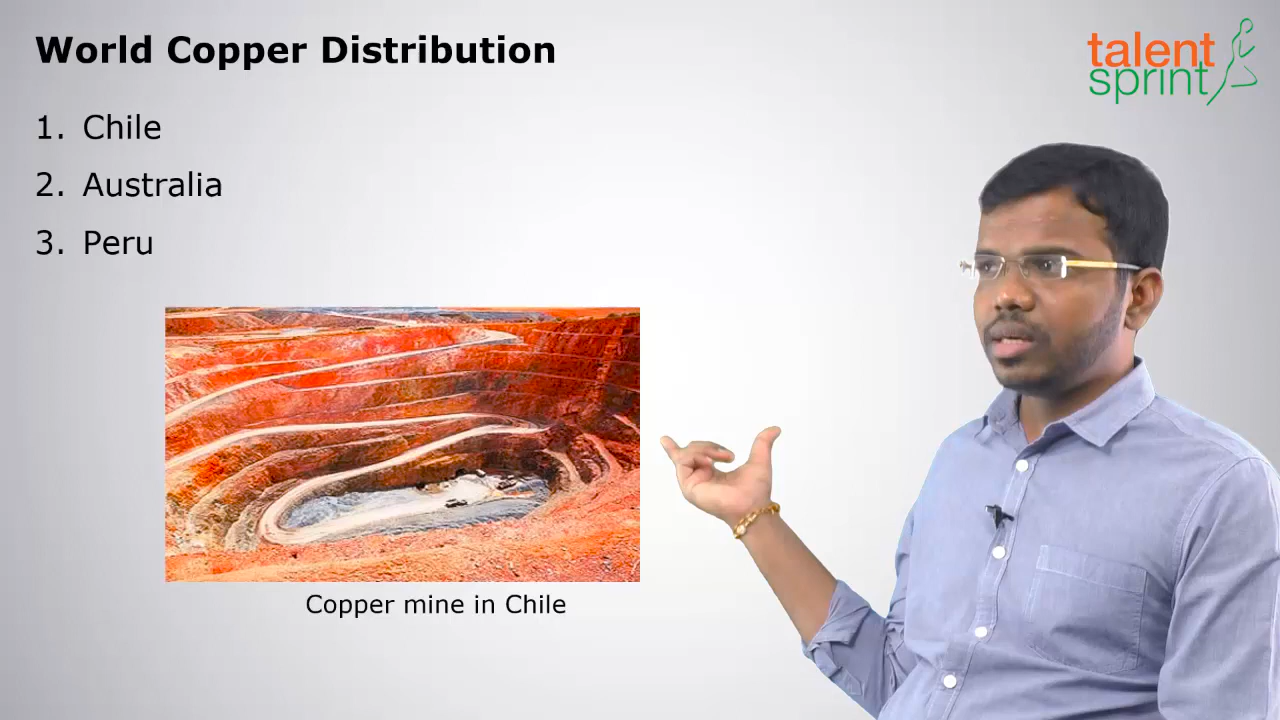 World Copper Distribution
talent
sprint
1. Chile
2. Australia
3. Peru
Copper mine in Chile